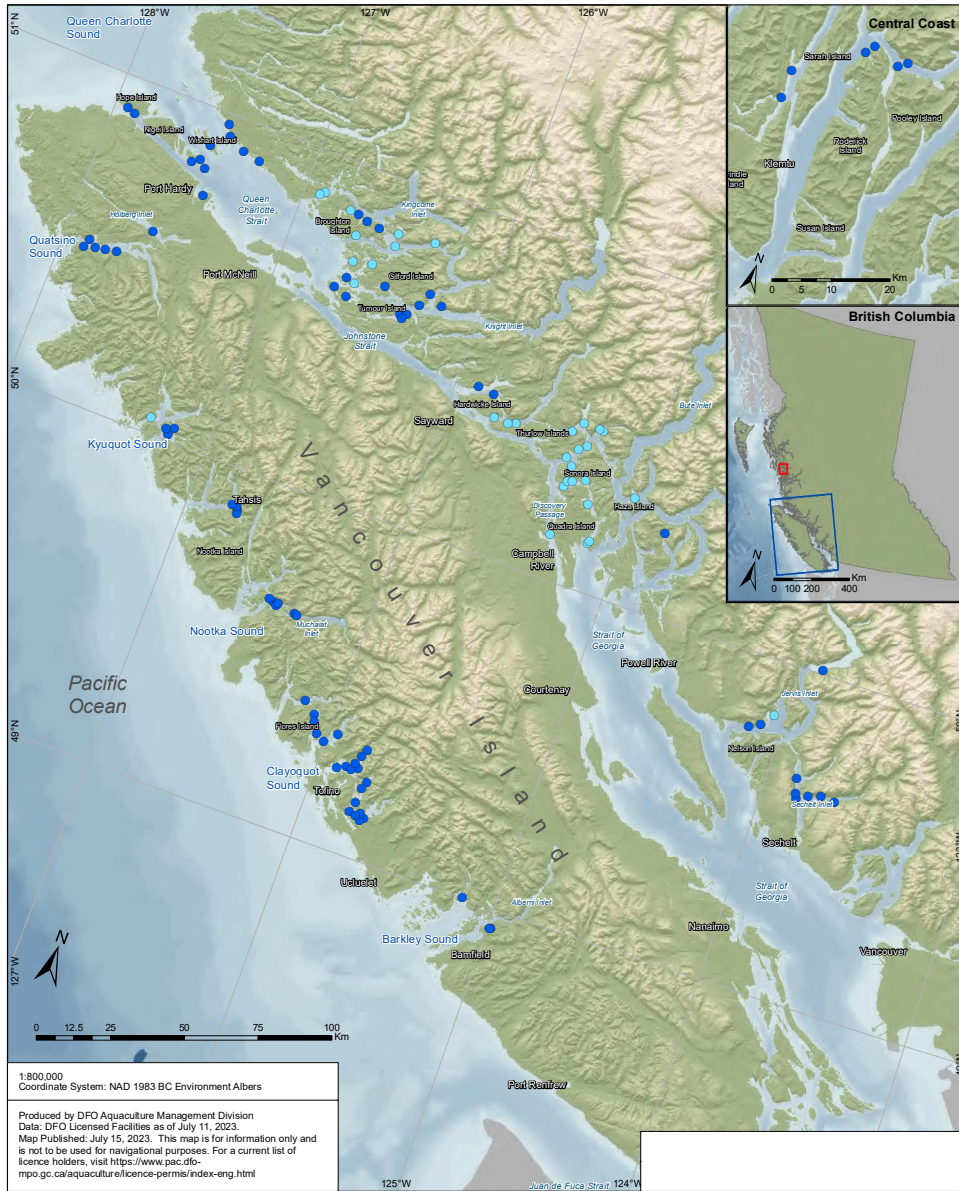 128°W
127°W
126°W
51°N
Queen Charlotte
Sound
Hope Island
Nigei Island
Wishart Island
Port Hardy
Queen
Charlotte
Strait
Holberg Inlet
Quatsino
Sound
Broughton
Island
Kingcome
Inlet
Port McNeill
Gilford Island
Turnour Island
Knight Inlet
Johnstone
Strait
50°N
Kyuquot Sound
Sayward
Hardwicke Island
Thurlow Islands
Bute Inlet
Sonora Island
Discovery
Passage
Raza Island
Quadra Island
Campbell
River
Tahsis
Nootka Island
Nootka Sound
Muchalat
Inlet
Vancouver Island
Strait of
Georgia
Powell River
Courtenay
Pacific
Ocean
Jervis Inlet
50°N
Nelson Island
49°N
Flores Island
Clayoquot
Sound
Tofino
Sechelt Inlet
Sechelt
123°W
Ucluelet
Alberni Inlet
Strait of
Georgia
Barkley Sound
Bamfield
Nanaimo
Vancouver
127°W
N
0 12.5 25 50 75 100
Km
49°N
Port Renfrew
Juan de Fuca Strait
125°W
124°W
Central Coast
Sarah Island
Pooley Island
Roderick
Island
Klemtu
rindle
land
Susan Island
N
Km
0 5 10 20
British Columbia
N
Km
0 100 200 400
1:800,000
Coordinate System: NAD 1983 BC Environment Albers
Produced by DFO Aquaculture Management Division
Data: DFO Licensed Facilities as of July 11, 2023.
Map Published: July 15, 2023. This map is for information only and
is not to be used for navigational purposes. For a current list of
licence holders, visit https://www.pac.dfo-
mpo.gc.ca/aquaculture/licence-permis/index-eng.html